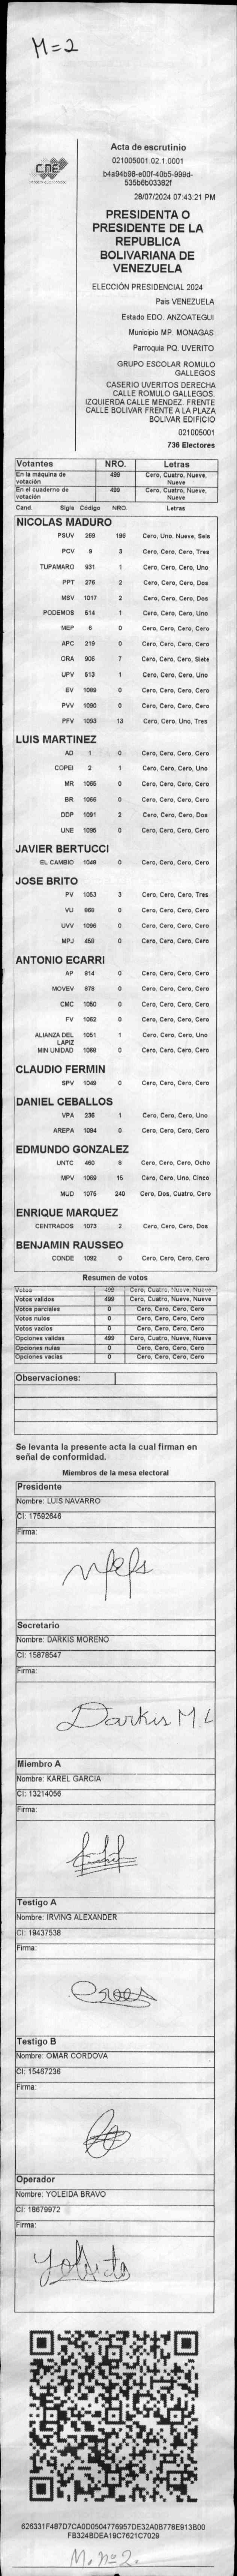 M=2
CNE
Acta de escrutinio
021005001.02.1.0001
b4a94b98-e00f-40b5-999d-
535b6b03382f
28/07/2024 07:43:21 PM
PRESIDENTA O
PRESIDENTE DE LA
REPUBLICA
BOLIVARIANA DE
VENEZUELA
ELECCIÓN PRESIDENCIAL 2024
País VENEZUELA
Estado EDO. ANZOATEGUI
Municipio MP. MONAGAS
Parroquia PQ. UVERITO
GRUPO ESCOLAR ROMULO
GALLEGOS
CASERIO UVERITOS DERECHA
CALLE ROMULO GALLEGOS.
IZQUIERDA CALLE MENDEZ. FRENTE
CALLE BOLIVAR FRENTE A LA PLAZA
BOLIVAR EDIFICIO
021005001
736 Electores
Votantes NRO. Letras
En la máquina de votación 499 Cero, Cuatro, Nueve, Nueve
En el cuaderno de votación 499 Cero, Cuatro, Nueve, Nueve
Cand. Sigla Código NRO. Letras
NICOLAS MADURO
PSUV 269 196 Cero, Uno, Nueve, Seis
PCV 9 3 Cero, Cero, Cero, Tres
TUPAMARO 931 1 Cero, Cero, Cero, Uno
PPT 276 2 Cero, Cero, Cero, Dos
MSV 1017 2 Cero, Cero, Cero, Dos
PODEMOS 514 1 Cero, Cero, Cero, Uno
MEP 6 0 Cero, Cero, Cero, Cero
APC 219 0 Cero, Cero, Cero, Cero
ORA 906 7 Cero, Cero, Cero, Siete
UPV 513 1 Cero, Cero, Cero, Uno
EV 1089 0 Cero, Cero, Cero, Cero
PVV 1090 0 Cero, Cero, Cero, Cero
PFV 1093 13 Cero, Cero, Uno, Tres
LUIS MARTINEZ
AD 1 0 Cero, Cero, Cero, Cero
COPEI 2 1 Cero, Cero, Cero, Uno
MR 1065 0 Cero, Cero, Cero, Cero
BR 1066 0 Cero, Cero, Cero, Cero
DDP 1091 2 Cero, Cero, Cero, Dos
UNE 1095 0 Cero, Cero, Cero, Cero
JAVIER BERTUCCI
EL CAMBIO 1048 0 Cero, Cero, Cero, Cero
JOSE BRITO
PV 1053 3 Cero, Cero, Cero, Tres
VU 869 0 Cero, Cero, Cero, Cero
UVV 1096 0 Cero, Cero, Cero, Cero
MPJ 458 0 Cero, Cero, Cero, Cero
ANTONIO ECARRI
AP 814 0 Cero, Cero, Cero, Cero
MOVEV 879 0 Cero, Cero, Cero, Cero
CMC 1050 0 Cero, Cero, Cero, Cero
FV 1052 0 Cero, Cero, Cero, Cero
ALIANZA DEL LAPIZ 1051 1 Cero, Cero, Cero, Uno
MIN UNIDAD 1068 0 Cero, Cero, Cero, Cero
CLAUDIO FERMIN
SPV 1049 0 Cero, Cero, Cero, Cero
DANIEL CEBALLOS
VPA 236 1 Cero, Cero, Cero, Uno
AREPA 1094 0 Cero, Cero, Cero, Cero
EDMUNDO GONZALEZ
UNTC 460 8 Cero, Cero, Cero, Ocho
MPV 1069 15 Cero, Cero, Uno, Cinco
MUD 1075 240 Cero, Dos, Cuatro, Cero
ENRIQUE MARQUEZ
CENTRADOS 1073 2 Cero, Cero, Cero, Dos
BENJAMIN RAUSSEO
CONDE 1092 0 Cero, Cero, Cero, Cero
Resumen de votos
Votos 499 Cero, Cuatro, Nueve, Nueve
Votos validos 499 Cero, Cuatro, Nueve, Nueve
Votos parciales 0 Cero, Cero, Cero, Cero
Votos nulos 0 Cero, Cero, Cero, Cero
Votos vacios 0 Cero, Cero, Cero, Cero
Opciones validas 499 Cero, Cuatro, Nueve, Nueve
Opciones nulas 0 Cero, Cero, Cero, Cero
Opciones vacias 0 Cero, Cero, Cero, Cero
Observaciones:
Se levanta la presente acta la cual firman en
señal de conformidad.
Miembros de la mesa electoral
Presidente
Nombre: LUIS NAVARRO
CI: 17592646
Firma:
Secretario
Nombre: DARKIS MORENO
CI: 15878547
Firma:
Darkis M L
Miembro A
Nombre: KAREL GARCIA
CI: 13214056
Firma:
Testigo A
Nombre: IRVING ALEXANDER
CI: 19437538
Firma:
Testigo B
Nombre: OMAR CORDOVA
CI: 15467236
Firma:
Operador
Nombre: YOLEIDA BRAVO
CI: 18679972
Firma:
626331F487D7CA0D0504776957DE32A0B778E913B00
FB324BDEA19C7621C7029
M. nº 2.